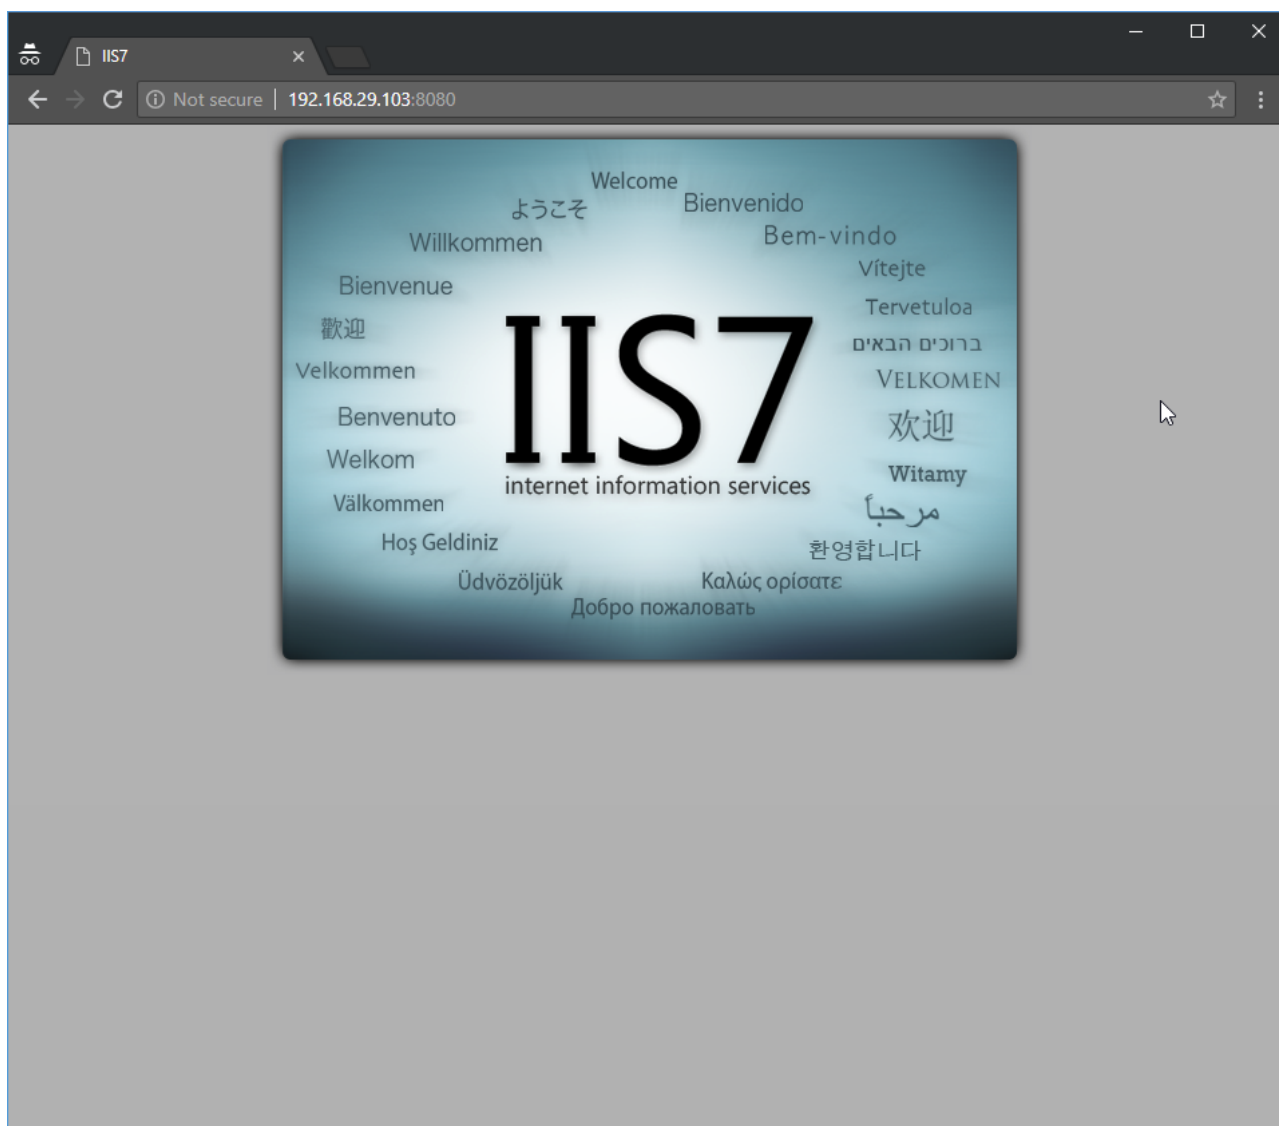 IIS7
Not secure | 192.168.29.103:8080
Welcome
ようこそ
Bienvenido
Willkommen
Bem-vindo
Vítejte
Bienvenue
Tervetuloa
歡迎
ברוכים הבאים
Velkommen
VELKOMEN
Benvenuto
欢迎
Welkom
Witamy
Välkommen
مرحباً
Hoş Geldiniz
환영합니다
Üdvözöljük
Καλώς ορίσατε
Добро пожаловать
IIS7
internet information services